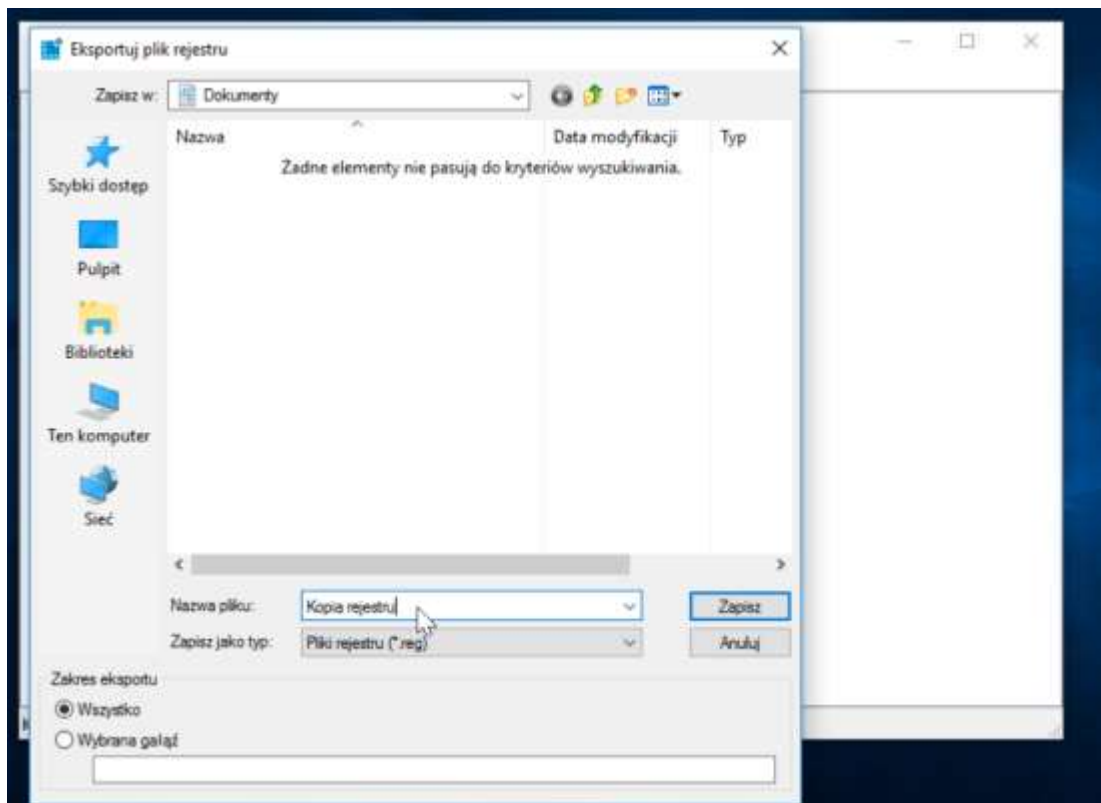 Eksportuj plik rejestru
Zapisz w: Dokumenty
Nazwa Data modyfikacji Typ
Żadne elementy nie pasują do kryteriów wyszukiwania.
Szybki dostęp
Pulpit
Biblioteki
Ten komputer
Sieć
Nazwa pliku: Kopia rejestru Zapisz
Zapisz jako typ: Pliki rejestru (*.reg) Anuluj
Zakres eksportu
Wszystko
Wybrana gałąź